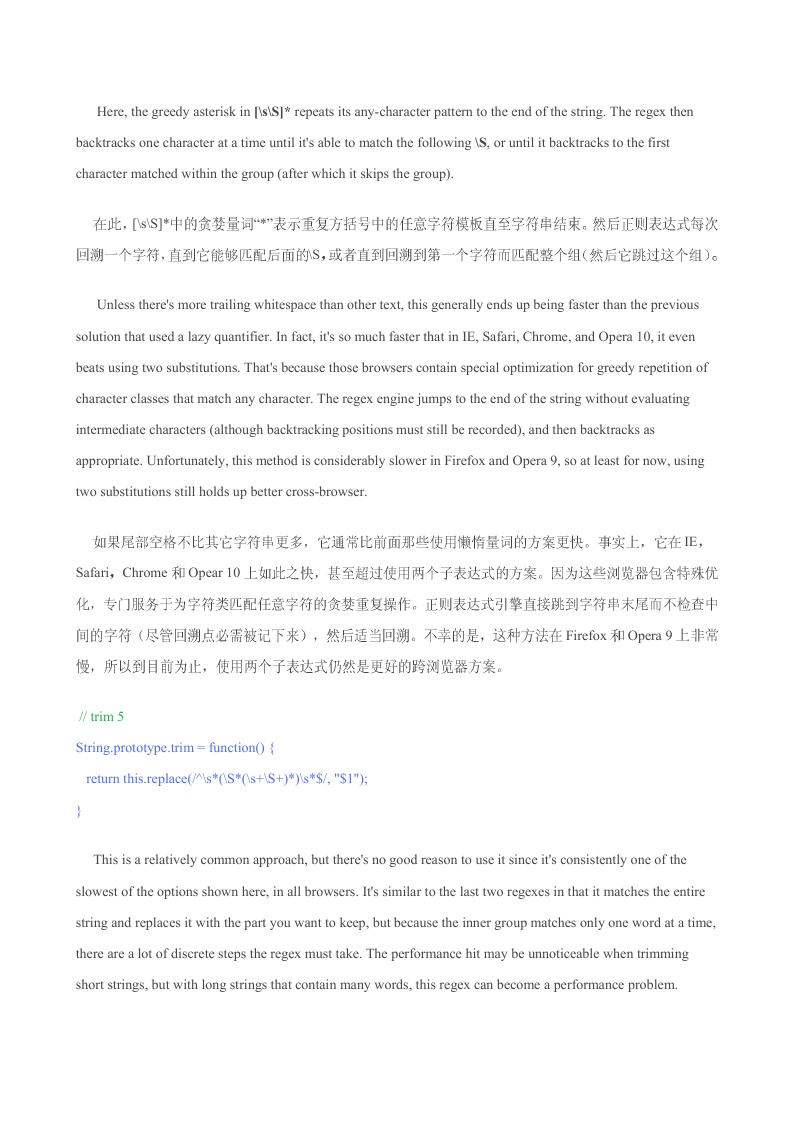 Here, the greedy asterisk in [\s\S]* repeats its any-character pattern to the end of the string. The regex then
backtracks one character at a time until it's able to match the following \S, or until it backtracks to the first
character matched within the group (after which it skips the group).
在此，[\s\S]*中的贪婪量词“*”表示重复方括号中的任意字符模板直至字符串结束。然后正则表达式每次
回溯一个字符，直到它能够匹配后面的\S，或者直到回溯到第一个字符而匹配整个组（然后它跳过这个组）。
Unless there's more trailing whitespace than other text, this generally ends up being faster than the previous
solution that used a lazy quantifier. In fact, it's so much faster that in IE, Safari, Chrome, and Opera 10, it even
beats using two substitutions. That's because those browsers contain special optimization for greedy repetition of
character classes that match any character. The regex engine jumps to the end of the string without evaluating
intermediate characters (although backtracking positions must still be recorded), and then backtracks as
appropriate. Unfortunately, this method is considerably slower in Firefox and Opera 9, so at least for now, using
two substitutions still holds up better cross-browser.
如果尾部空格不比其它字符串更多，它通常比前面那些使用懒惰量词的方案更快。事实上，它在 IE，
Safari，Chrome 和 Opear 10 上如此之快，甚至超过使用两个子表达式的方案。因为这些浏览器包含特殊优
化，专门服务于为字符类匹配任意字符的贪婪重复操作。正则表达式引擎直接跳到字符串末尾而不检查中
间的字符（尽管回溯点必需被记下来），然后适当回溯。不幸的是，这种方法在 Firefox 和 Opera 9 上非常
慢，所以到目前为止，使用两个子表达式仍然是更好的跨浏览器方案。
// trim 5
String.prototype.trim = function() {
return this.replace(/^\s*(\S*(\s+\S+)*)\s*$/, "$1");
}
This is a relatively common approach, but there's no good reason to use it since it's consistently one of the
slowest of the options shown here, in all browsers. It's similar to the last two regexes in that it matches the entire
string and replaces it with the part you want to keep, but because the inner group matches only one word at a time,
there are a lot of discrete steps the regex must take. The performance hit may be unnoticeable when trimming
short strings, but with long strings that contain many words, this regex can become a performance problem.